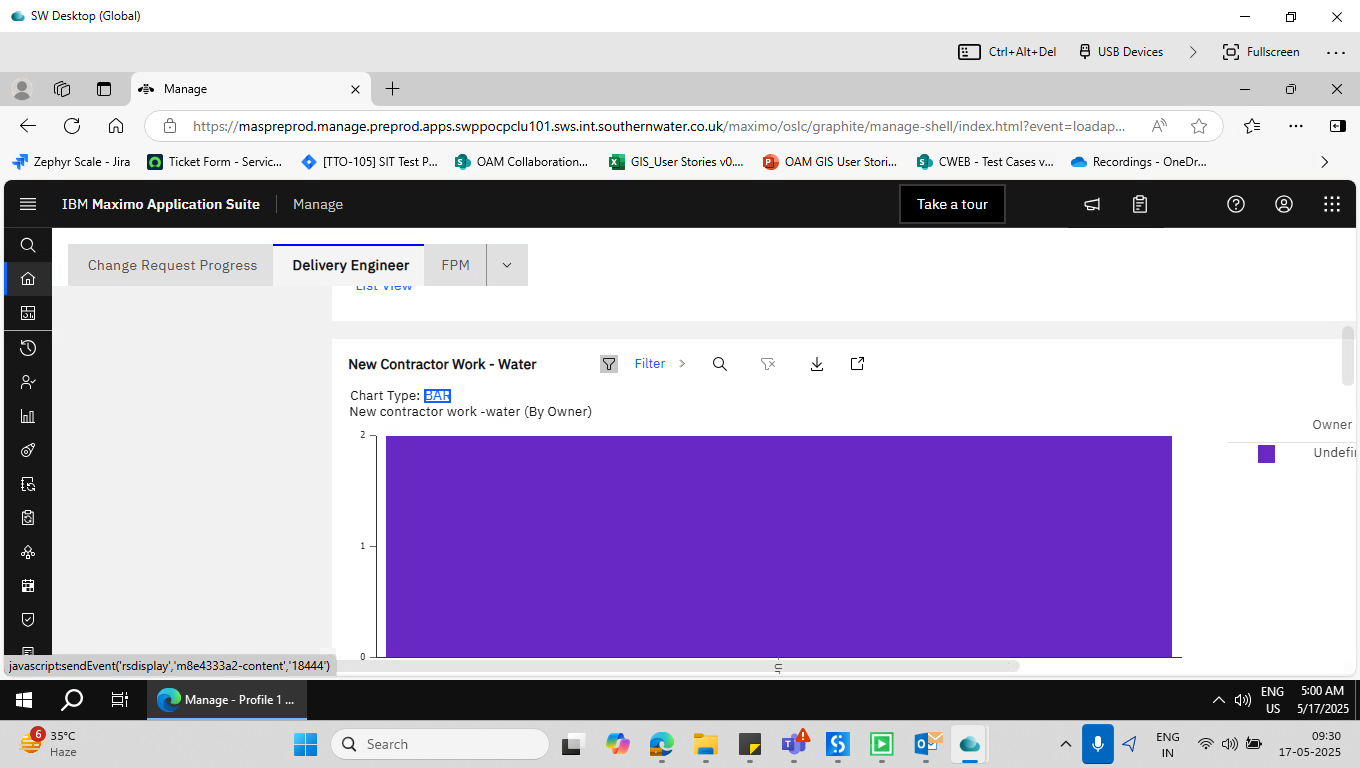 SW Desktop (Global)
Ctrl+Alt+Del
USB Devices
Fullscreen
Manage
https://maspreprod.manage.preprod.apps.swppocpclu101.sws.int.southernwater.co.uk/maximo/oslc/graphite/manage-shell/index.html?event=loadap...
Zephyr Scale - Jira
Ticket Form - Servic...
[TTO-105] SIT Test P...
OAM Collaboration...
GIS_User Stories v0....
OAM GIS User Stori...
CWEB - Test Cases v...
Recordings - OneDr...
IBM Maximo Application Suite
Manage
Take a tour
Change Request Progress
Delivery Engineer
FPM
List View
New Contractor Work - Water
Filter
Chart Type: BAR
New contractor work -water (By Owner)
2
1
0
Owner
Undefin
javascript:sendEvent('rsdisplay','m8e4333a2-content','18444')
Manage - Profile 1 ...
ENG
US
5:00 AM
5/17/2025
6
35°C
Haze
Search
ENG
IN
09:30
17-05-2025